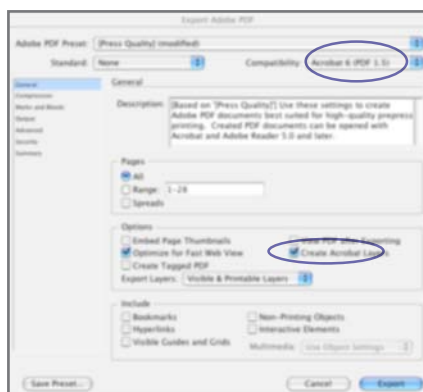 Export Adobe PDF
Adobe PDF Preset: [Press Quality] (modified)
Standard: None
Compatibility: Acrobat 6 (PDF 1.5)
General
Compression
Marks and Bleeds
Output
Advanced
Security
Summary
General
Description: [Based on '[Press Quality]'] Use these settings to create
Adobe PDF documents best suited for high-quality prepress
printing. Created PDF documents can be opened with
Acrobat and Adobe Reader 5.0 and later.
Pages
All
Range: 1-28
Spreads
Options
Embed Page Thumbnails
View PDF after Exporting
Optimize for Fast Web View
Create Acrobat Layers
Create Tagged PDF
Export Layers: Visible & Printable Layers
Include
Bookmarks
Non-Printing Objects
Hyperlinks
Interactive Elements
Visible Guides and Grids
Multimedia: Use Object Settings
Save Preset...
Cancel
Export